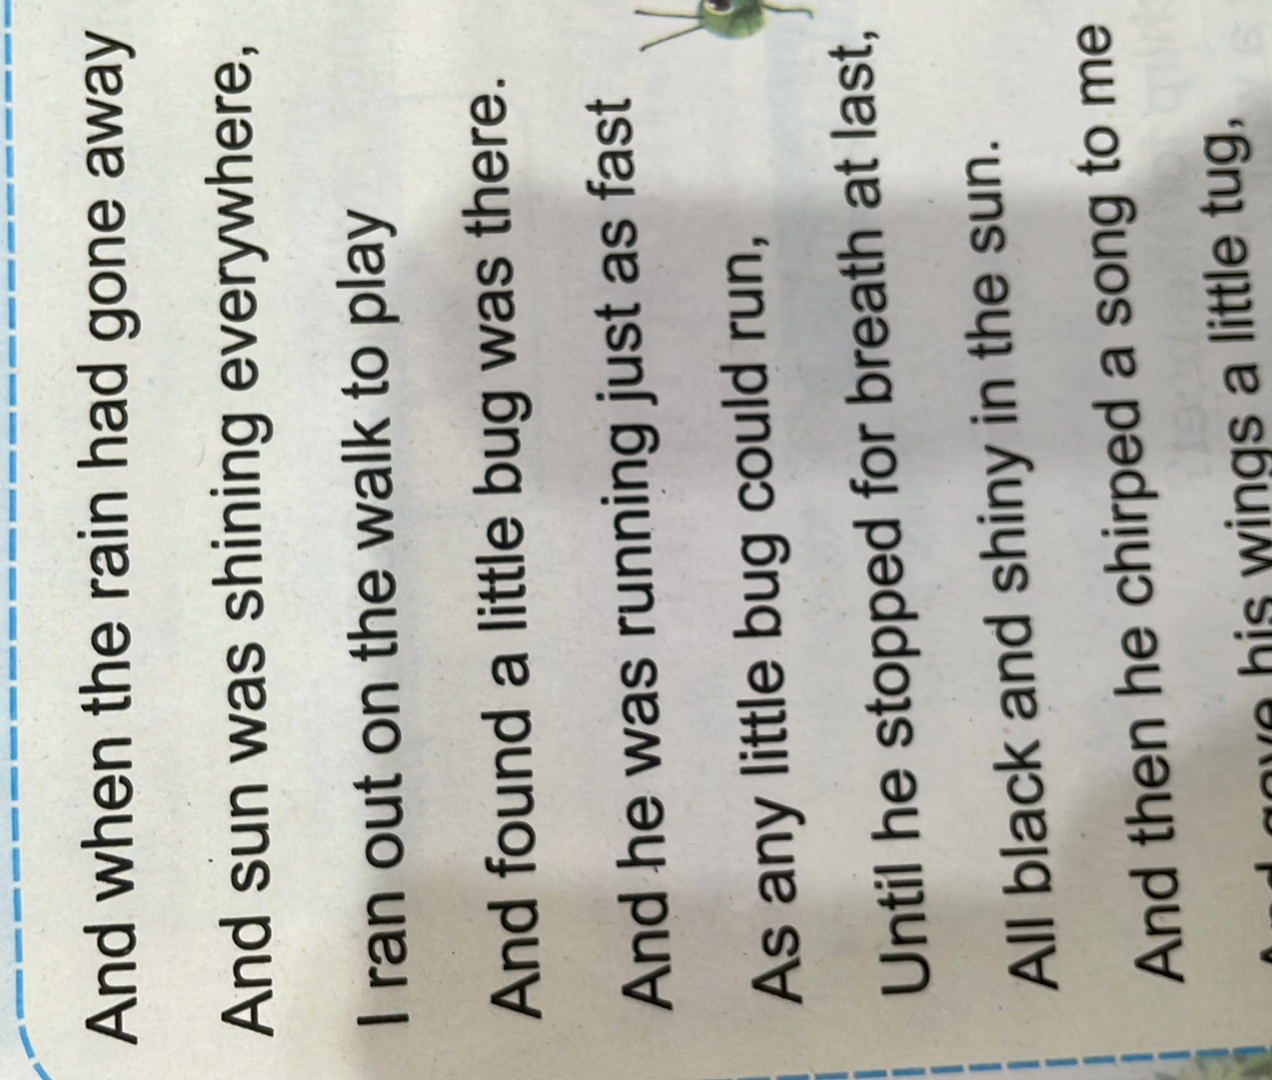 And when the rain had gone away
And sun was shining everywhere,
I ran out on the walk to play
And found a little bug was there.
And he was running just as fast
As any little bug could run,
Until he stopped for breath at last,
All black and shiny in the sun.
And then he chirped a song to me
And gave his wings a little tug,